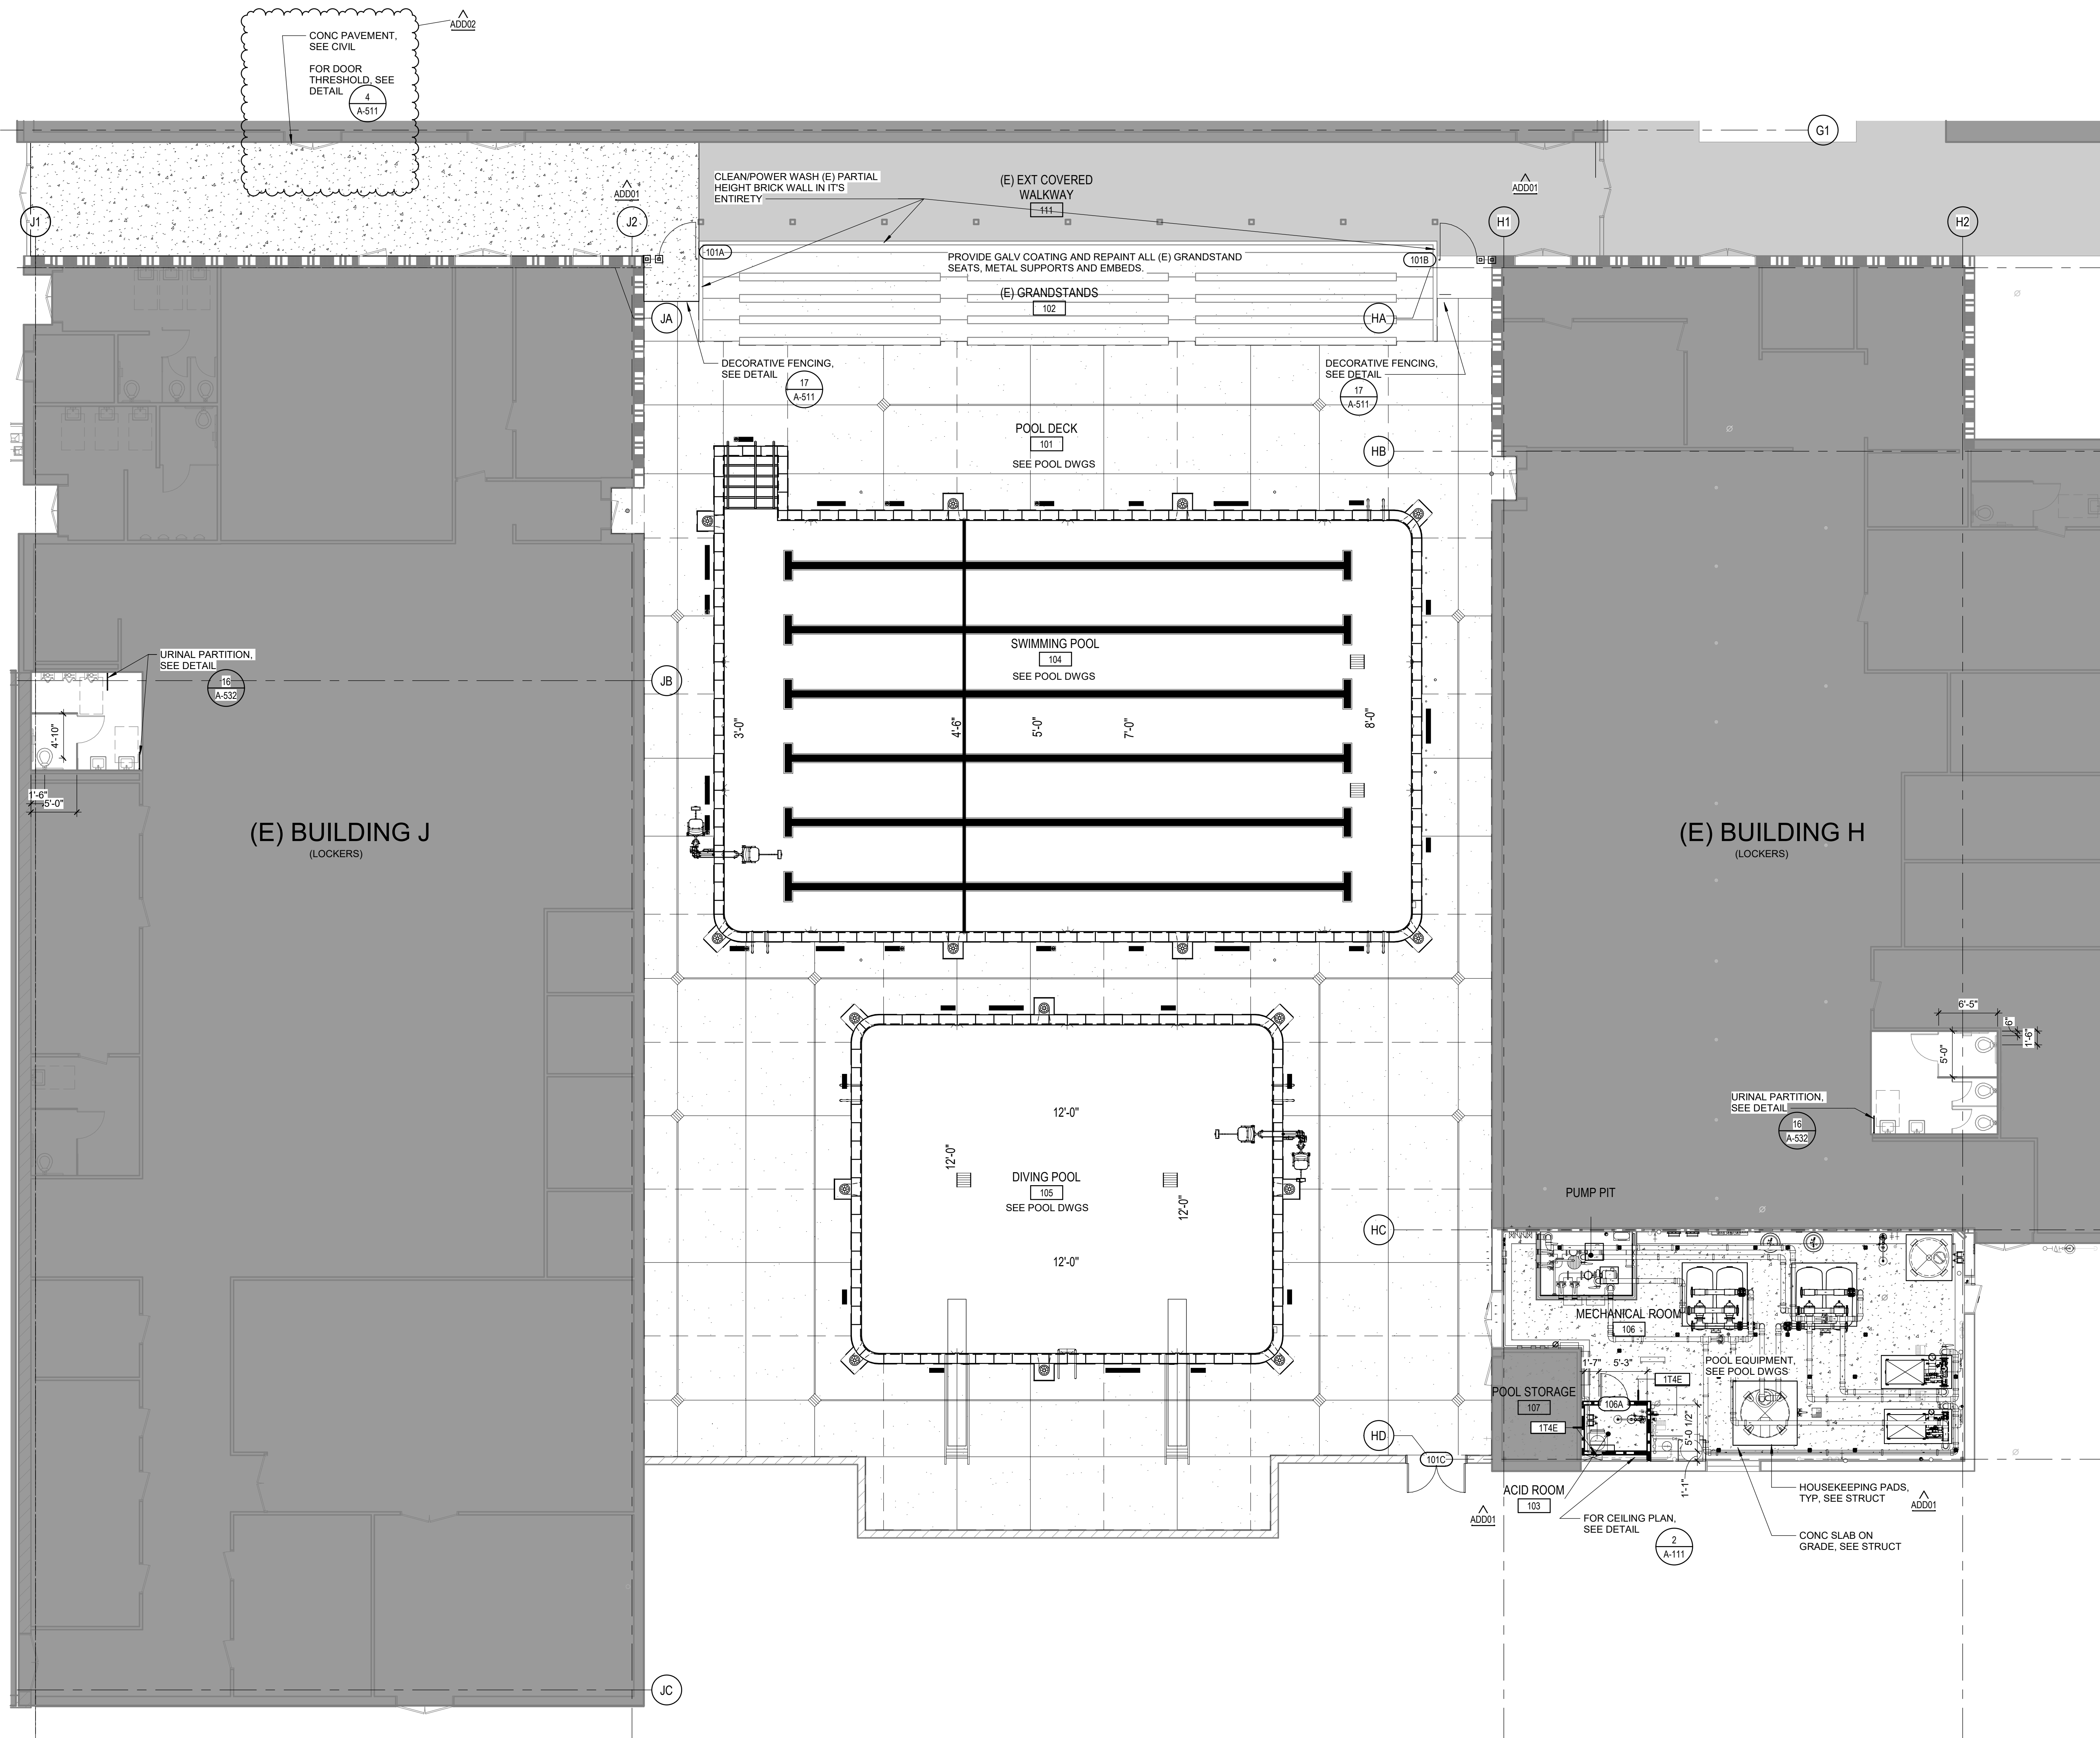 ADD02
CONC PAVEMENT,
SEE CIVIL
FOR DOOR
THRESHOLD, SEE
DETAIL
4
A-511
G1
CLEAN/POWER WASH (E) PARTIAL
HEIGHT BRICK WALL IN IT'S
ENTIRETY
(E) EXT COVERED
WALKWAY
111
ADD01
ADD01
J1
J2
H1
H2
101A
101B
PROVIDE GALV COATING AND REPAINT ALL (E) GRANDSTAND
SEATS, METAL SUPPORTS AND EMBEDS.
(E) GRANDSTANDS
102
JA
HA
DECORATIVE FENCING,
SEE DETAIL
17
A-511
DECORATIVE FENCING,
SEE DETAIL
17
A-511
POOL DECK
101
SEE POOL DWGS
HB
SWIMMING POOL
104
SEE POOL DWGS
URINAL PARTITION,
SEE DETAIL
16
A-532
JB
3'-0"
4'-6"
5'-0"
7'-0"
8'-0"
4'-10"
1'-6"
5'-0"
(E) BUILDING J
(LOCKERS)
(E) BUILDING H
(LOCKERS)
6'-5"
6"
1'-6"
5'-0"
URINAL PARTITION,
SEE DETAIL
16
A-532
12'-0"
12'-0"
DIVING POOL
105
SEE POOL DWGS
12'-0"
12'-0"
PUMP PIT
HC
MECHANICAL ROOM
106
1'-7"
5'-3"
POOL EQUIPMENT,
SEE POOL DWGS
1T4E
POOL STORAGE
107
106A
1T4E
5'-0 1/2"
HD
101C
1'-1"
ACID ROOM
103
ADD01
FOR CEILING PLAN,
SEE DETAIL
2
A-111
HOUSEKEEPING PADS,
TYP, SEE STRUCT
ADD01
CONC SLAB ON
GRADE, SEE STRUCT
JC